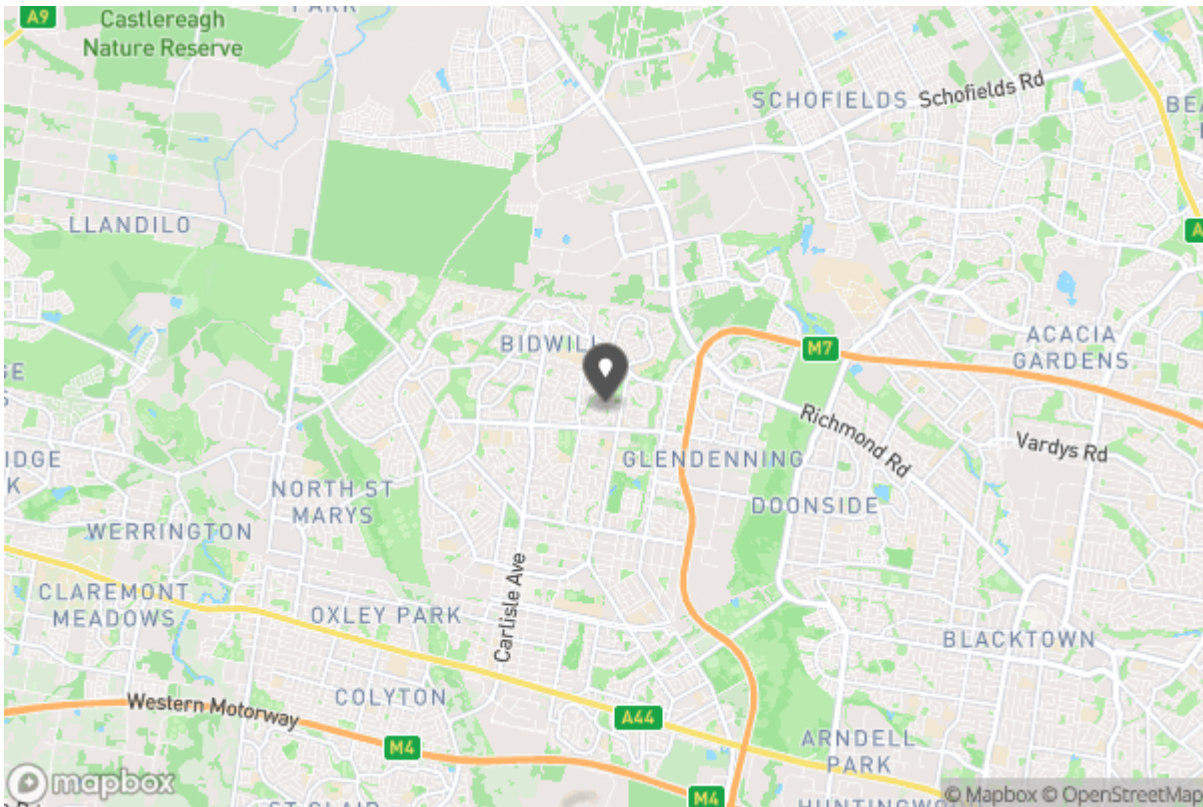 PARK
A9
Castlereagh
Nature Reserve
SCHOFIELDS
Schofields Rd
LLANDILO
BIDWILL
M7
ACACIA
GARDENS
Richmond Rd
Vardys Rd
GLENDENNING
DOONSIDE
NORTH ST
MARYS
WERRINGTON
CLAREMONT
MEADOWS
OXLEY PARK
Carlisle Ave
BLACKTOWN
COLYTON
Western Motorway
A44
M4
ARNDELL
PARK
M4
mapbox
© Mapbox © OpenStreetMap